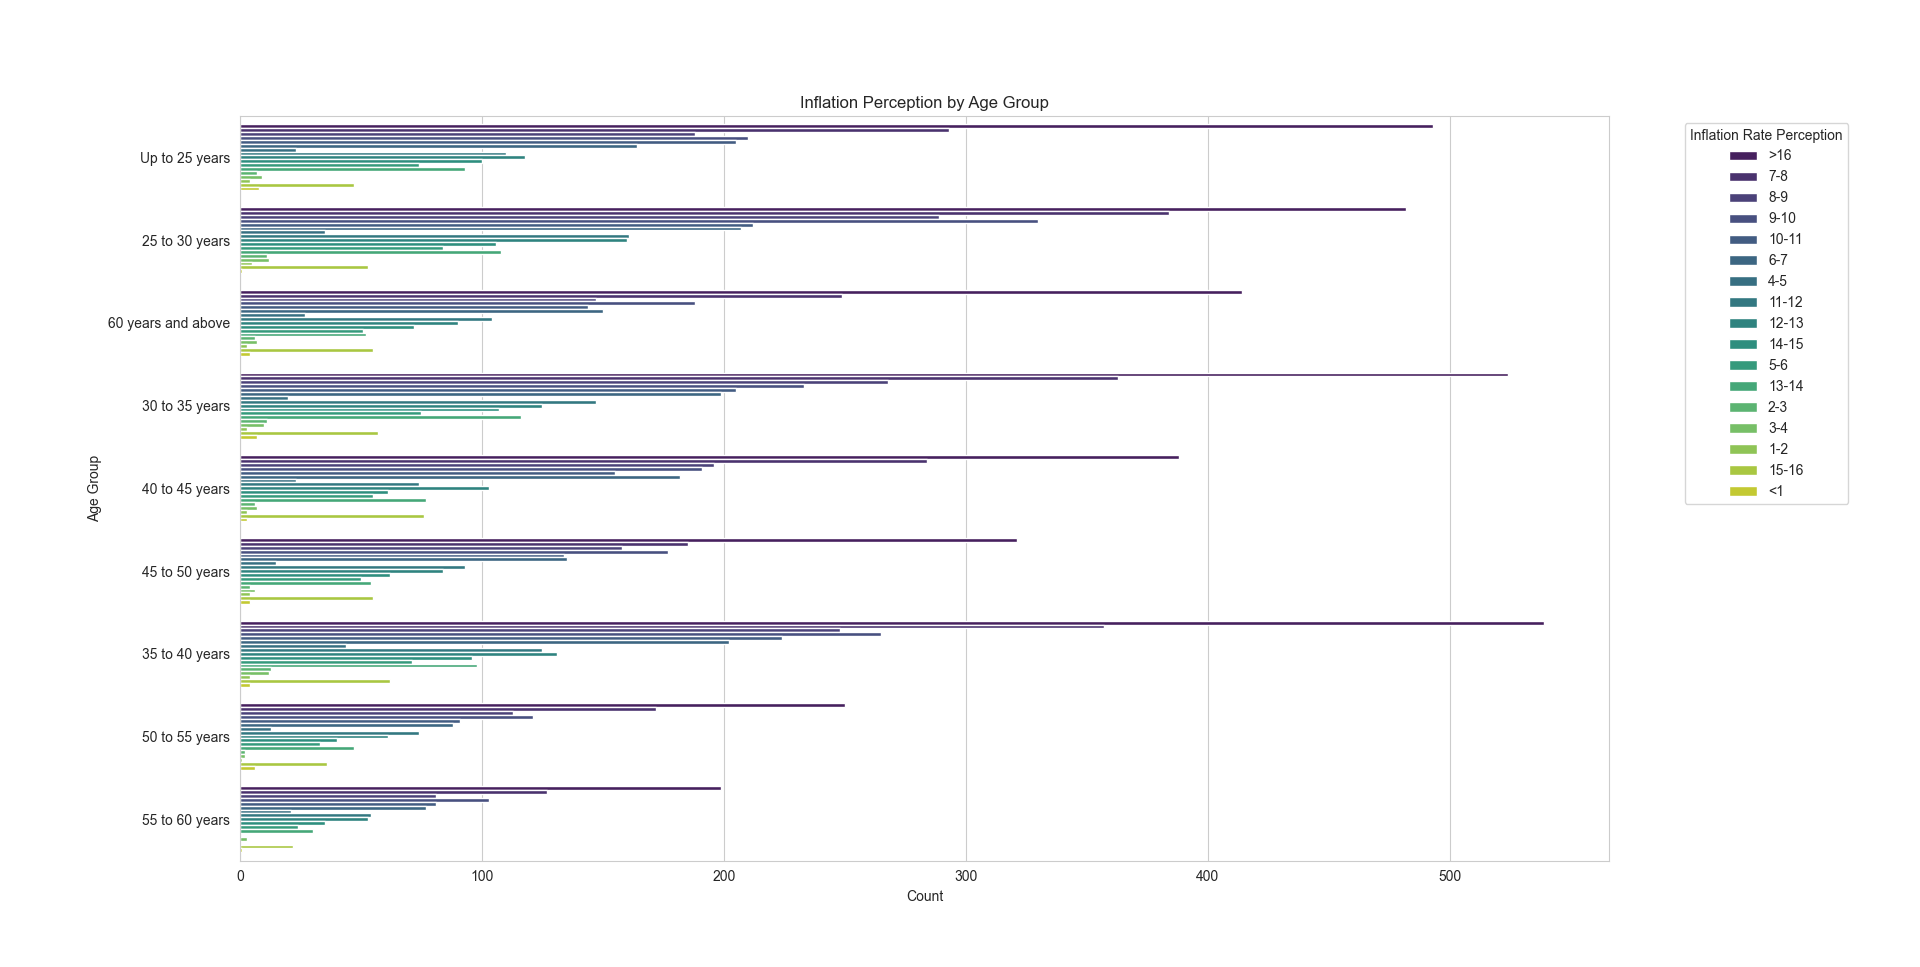 Inflation Perception by Age Group
Age Group
Up to 25 years
25 to 30 years
60 years and above
30 to 35 years
40 to 45 years
45 to 50 years
35 to 40 years
50 to 55 years
55 to 60 years
0 100 200 300 400 500
Count
Inflation Rate Perception
>16
7-8
8-9
9-10
10-11
6-7
4-5
11-12
12-13
14-15
5-6
13-14
2-3
3-4
1-2
15-16
<1